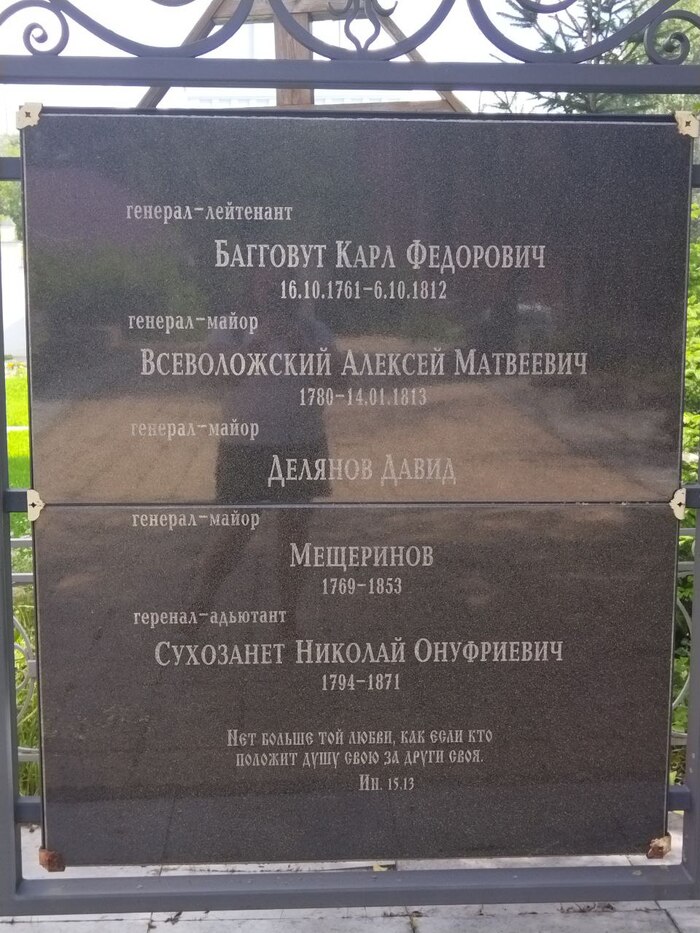 генерал-лейтенант
Багговут Карл Федорович
16.10.1761-6.10.1812
генерал-майор
Всеволожский Алексей Матвеевич
1780-14.01.1813
генерал-майор
Делянов Давид
генерал-майор
Мещеринов
1769-1853
геренал-адьютант
Сухозанет Николай Онуфриевич
1794-1871
Нет больше той любви, как если кто
положит душу свою за други своя.
Ин. 15.13